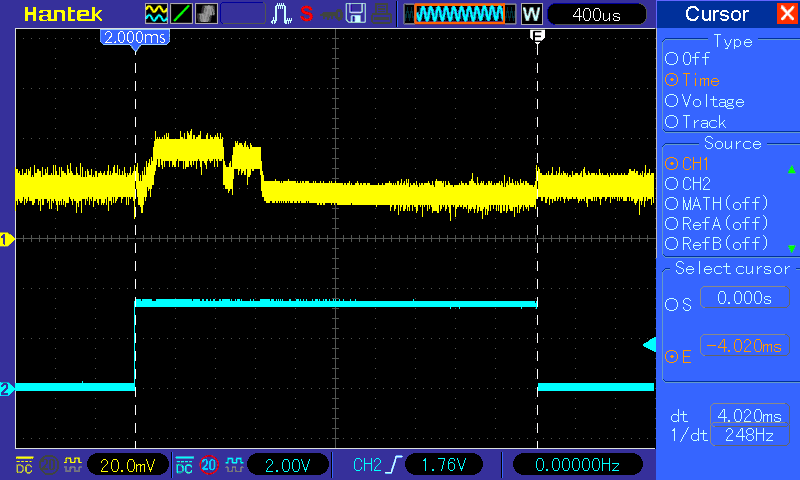 Hantek
S
W
400us
Cursor
2.000ms
E
Type
Off
Time
Voltage
Track
Source
CH1
CH2
MATH(off)
RefA(off)
RefB(off)
Select cursor
S
0.000s
E
-4.020ms
dt
4.020ms
1/dt
248Hz
1
2
DC
20
20.0mV
DC
20
2.00V
CH2
1.76V
0.00000Hz